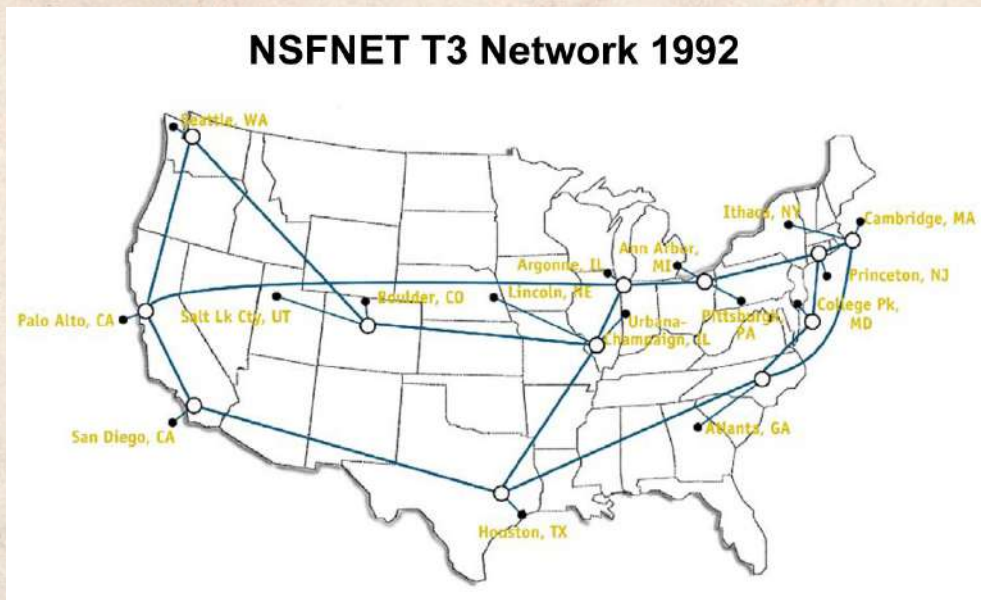 NSFNET T3 Network 1992
Seattle, WA
Ithaca, NY
Cambridge, MA
Ann Arbor,
MI
Argonne, IL
Princeton, NJ
Boulder, CO
Lincoln, NE
Palo Alto, CA
Salt Lk Cty, UT
Urbana-
Champaign, IL
Pittsburgh,
PA
College Pk,
MD
San Diego, CA
Atlanta, GA
Houston, TX